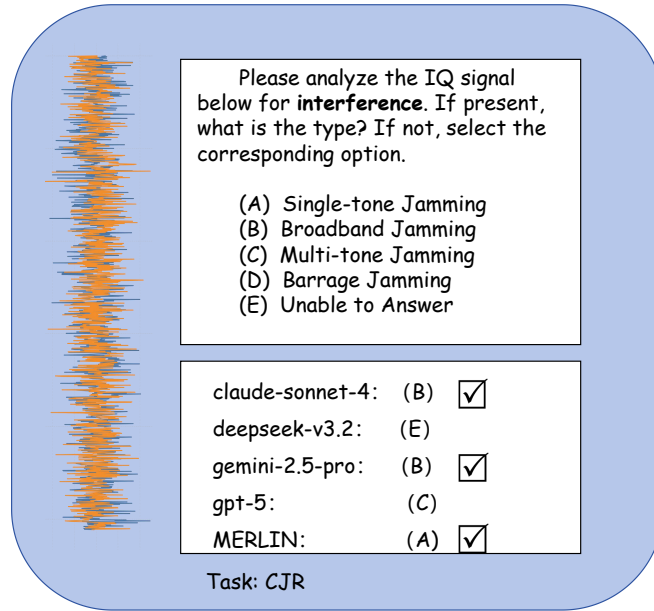 Please analyze the IQ signal
below for interference. If present,
what is the type? If not, select the
corresponding option.
(A) Single-tone Jamming
(B) Broadband Jamming
(C) Multi-tone Jamming
(D) Barrage Jamming
(E) Unable to Answer
claude-sonnet-4: (B) ☑
deepseek-v3.2: (E)
gemini-2.5-pro: (B) ☑
gpt-5: (C)
MERLIN: (A) ☑
Task: CJR